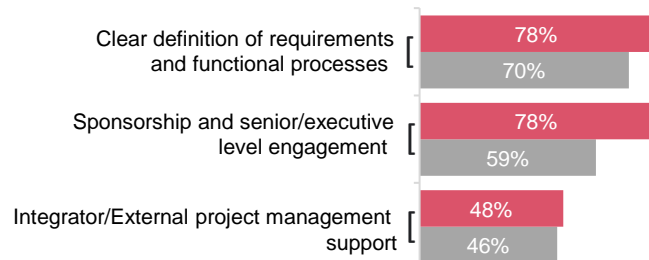 Clear definition of requirements
and functional processes
78%
70%
Sponsorship and senior/executive
level engagement
78%
59%
Integrator/External project management
support
48%
46%